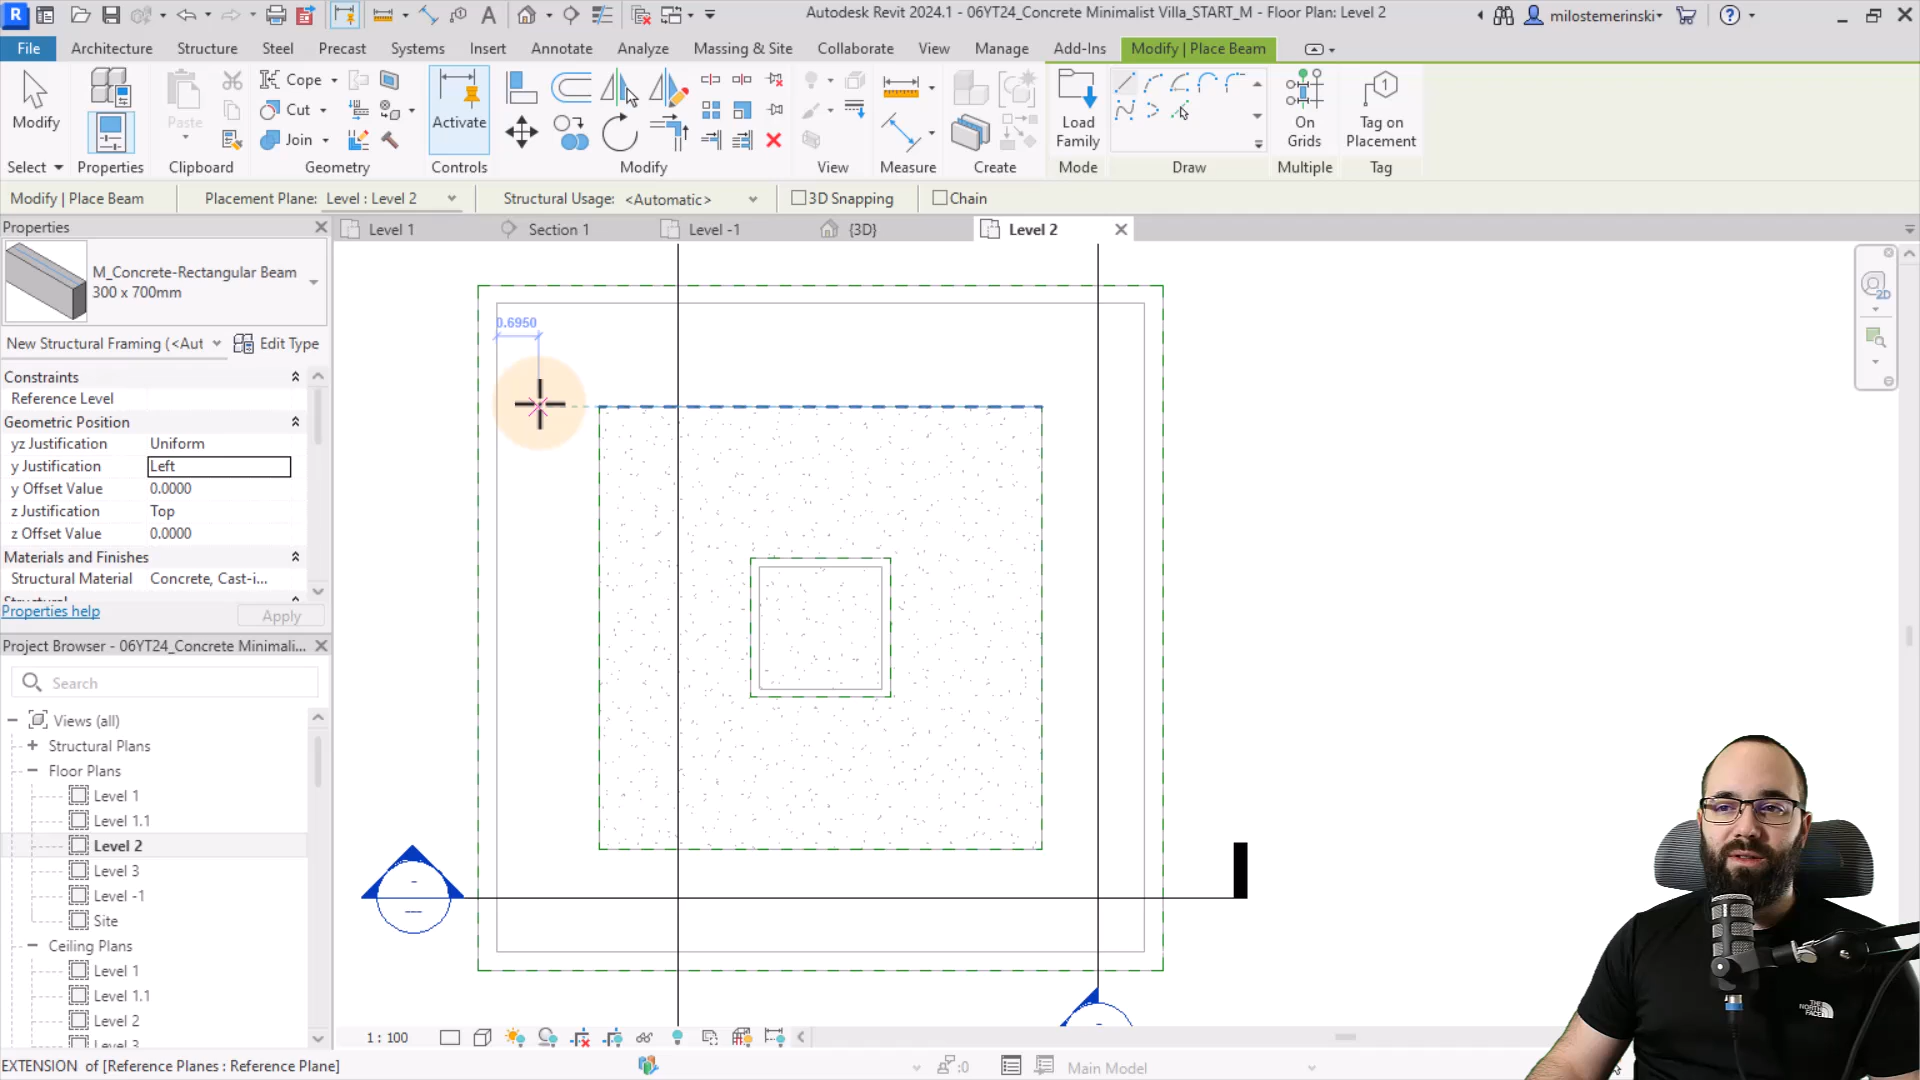 Autodesk Revit 2024.1 - 06YT24_Concrete Minimalist Villa_START_M - Floor Plan: Level 2
milostemerinski
File Architecture Structure Steel Precast Systems Insert Annotate Analyze Massing & Site Collaborate View Manage Add-Ins Modify | Place Beam
Cope
Cut
Join
Modify
Paste
Activate
Load Family
On Grids
Tag on Placement
Select Properties Clipboard Geometry Controls Modify View Measure Create Mode Draw Multiple Tag
Modify | Place Beam Placement Plane: Level : Level 2 Structural Usage: <Automatic> 3D Snapping Chain
Properties
Level 1 Section 1 Level -1 {3D} Level 2
M_Concrete-Rectangular Beam
300 x 700mm
New Structural Framing (<Aut Edit Type
Constraints
Reference Level
Geometric Position
yz Justification Uniform
y Justification Left
y Offset Value 0.0000
z Justification Top
z Offset Value 0.0000
Materials and Finishes
Structural Material Concrete, Cast-i...
Properties help Apply
0.6950
2D
Project Browser - 06YT24_Concrete Minimali...
Search
Views (all)
Structural Plans
Floor Plans
Level 1
Level 1.1
Level 2
Level 3
Level -1
Site
Ceiling Plans
Level 1
Level 1.1
Level 2
THE NORTH FACE
1 : 100
EXTENSION of [Reference Planes : Reference Plane] :0 Main Model